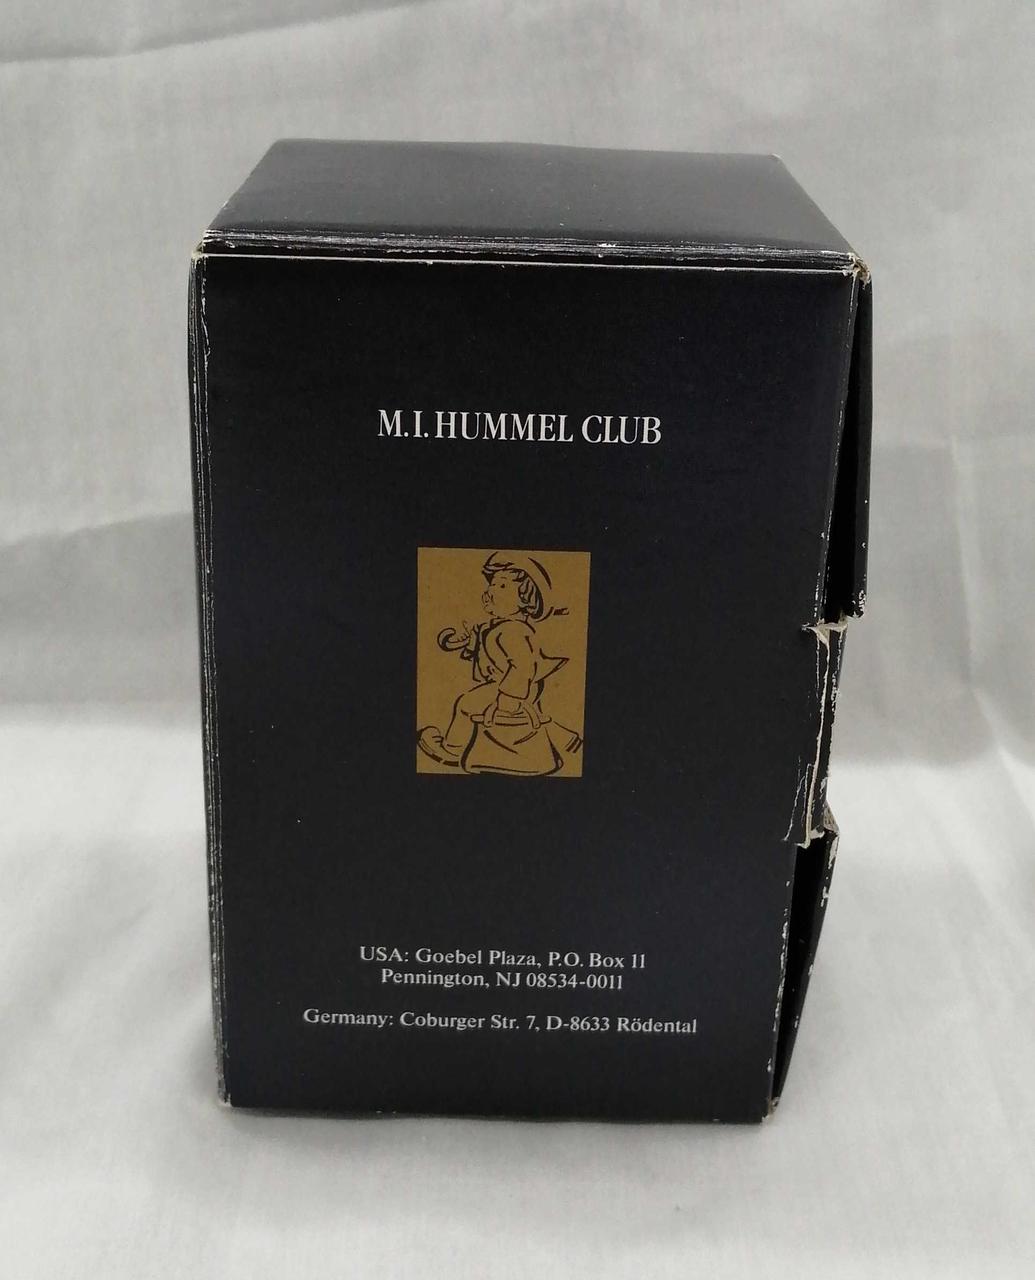 M.I. HUMMEL CLUB
USA: Goebel Plaza, P.O. Box 11
Pennington, NJ 08534-0011
Germany: Coburger Str. 7, D-8633 Rödental